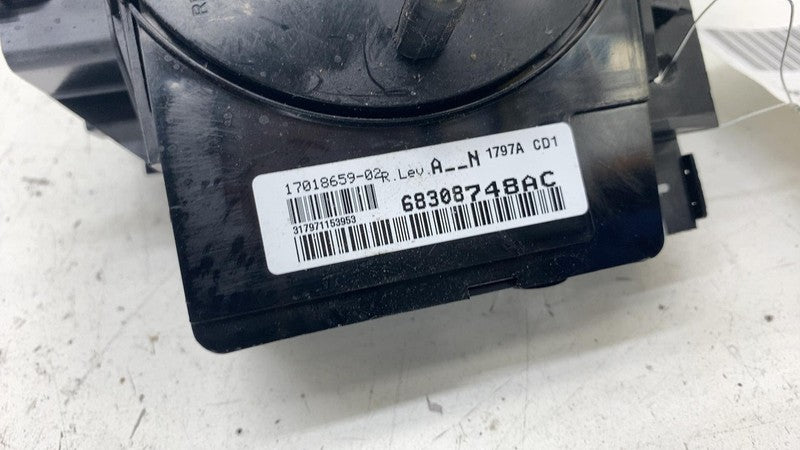 R
17018659-02 R.Lev. A__N 1797A CD1
68308748AC
317971153953